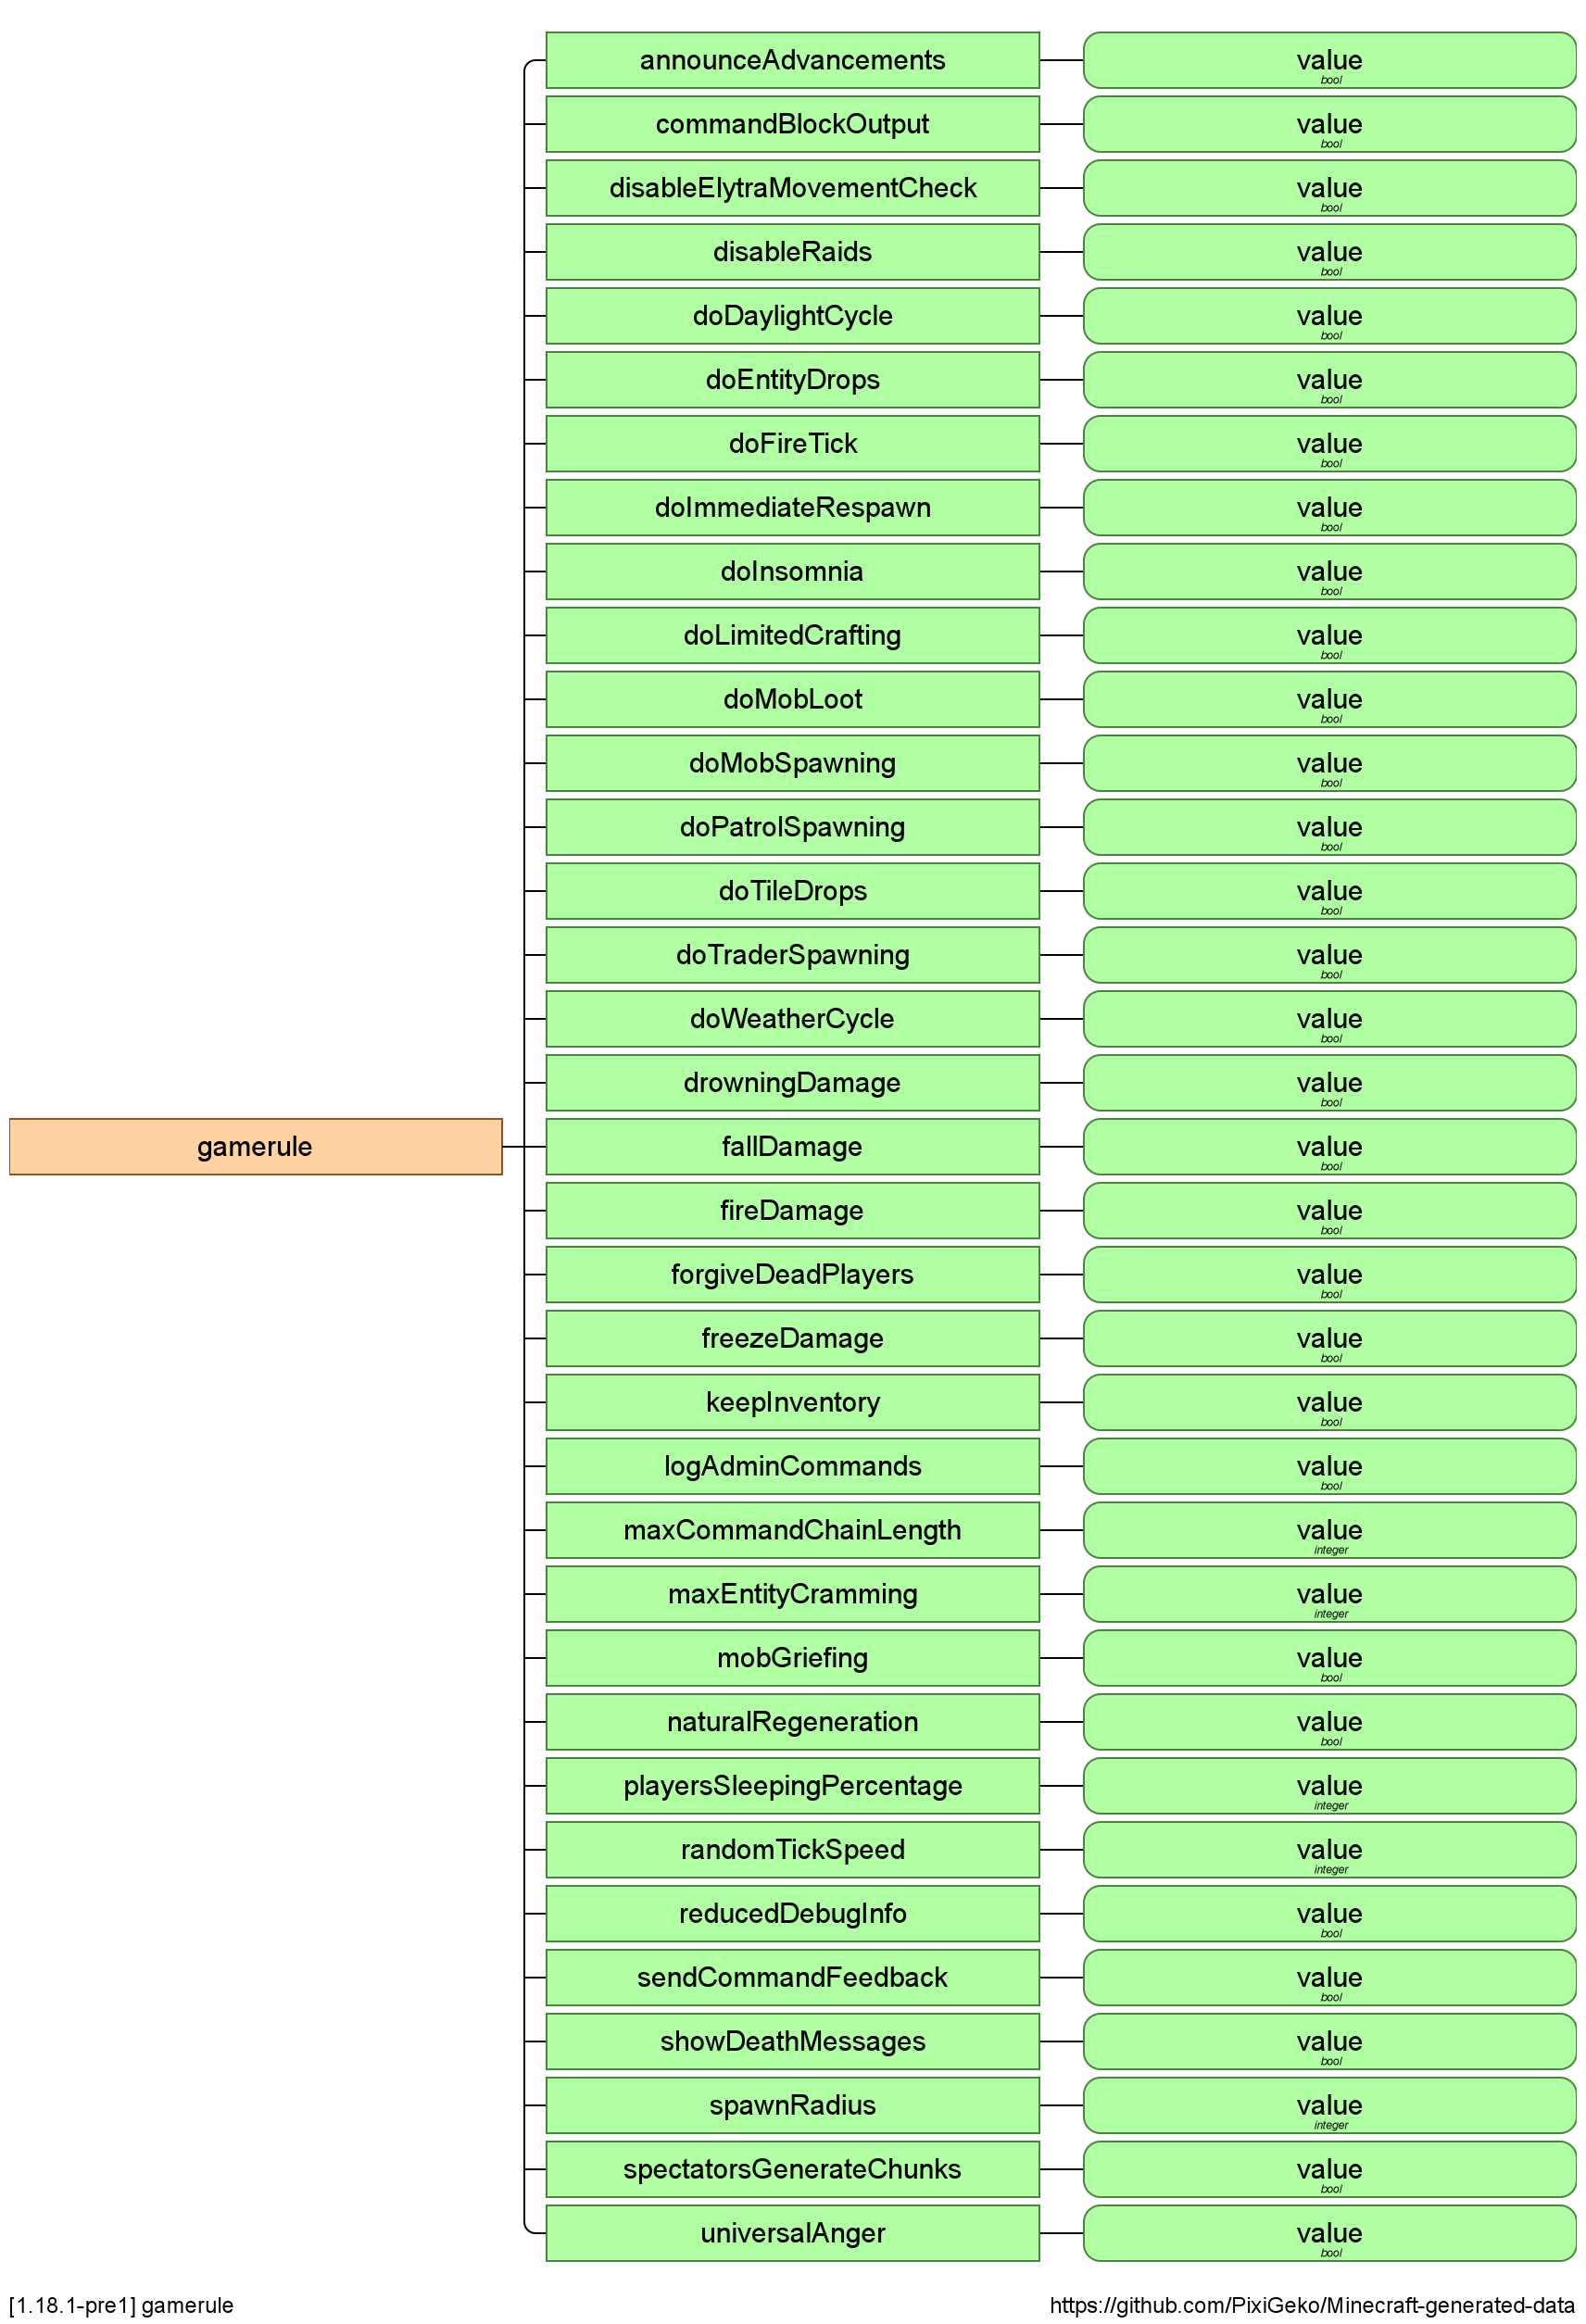 announceAdvancements value
bool
commandBlockOutput value
bool
disableElytraMovementCheck value
bool
disableRaids value
bool
doDaylightCycle value
bool
doEntityDrops value
bool
doFireTick value
bool
doImmediateRespawn value
bool
doInsomnia value
bool
doLimitedCrafting value
bool
doMobLoot value
bool
doMobSpawning value
bool
doPatrolSpawning value
bool
doTileDrops value
bool
doTraderSpawning value
bool
doWeatherCycle value
bool
drowningDamage value
bool
gamerule fallDamage value
bool
fireDamage value
bool
forgiveDeadPlayers value
bool
freezeDamage value
bool
keepInventory value
bool
logAdminCommands value
bool
maxCommandChainLength value
integer
maxEntityCramming value
integer
mobGriefing value
bool
naturalRegeneration value
bool
playersSleepingPercentage value
integer
randomTickSpeed value
integer
reducedDebugInfo value
bool
sendCommandFeedback value
bool
showDeathMessages value
bool
spawnRadius value
integer
spectatorsGenerateChunks value
bool
universalAnger value
bool
[1.18.1-pre1] gamerule https://github.com/PixiGeko/Minecraft-generated-data